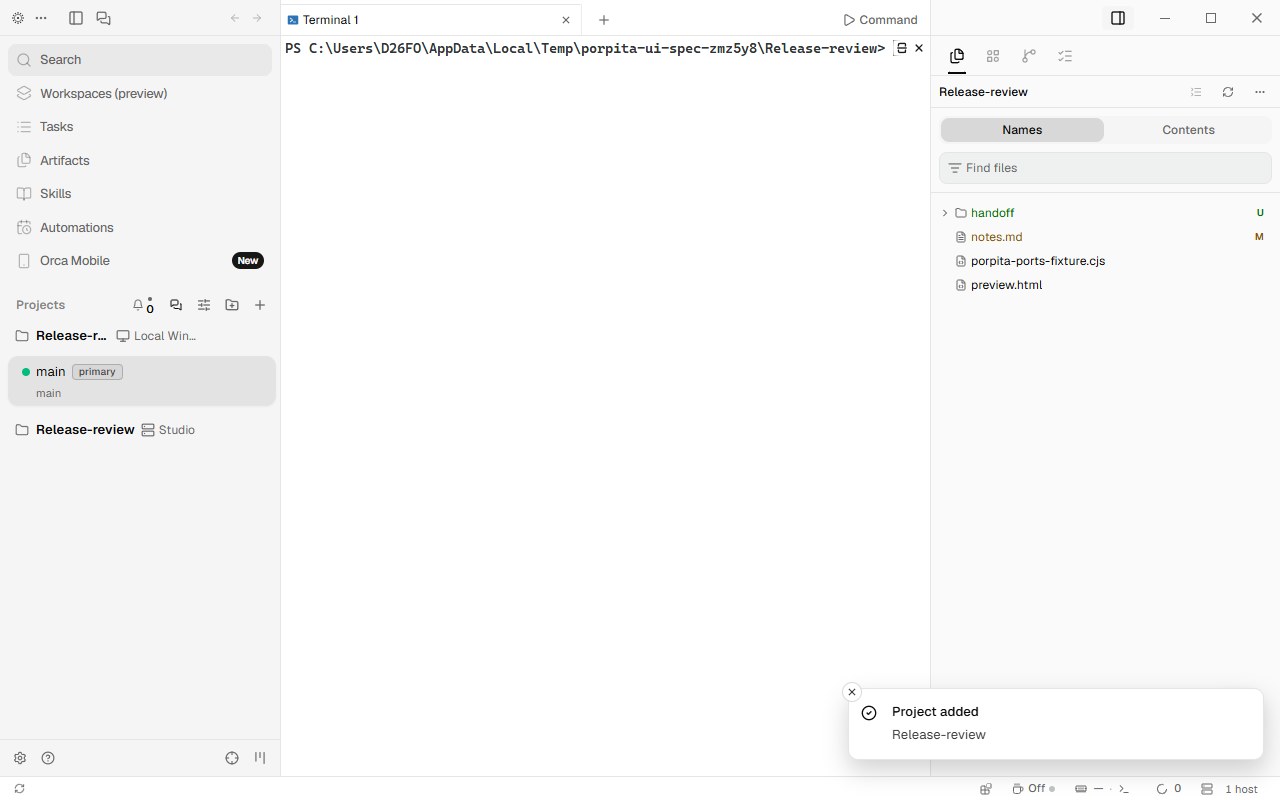 Terminal 1
Command
PS C:\Users\D26FO\AppData\Local\Temp\porpita-ui-spec-zmz5y8\Release-review>
Search
Workspaces (preview)
Tasks
Artifacts
Skills
Automations
Orca Mobile
New
Projects
0
Release-r...
Local Win...
main
primary
main
Release-review
Studio
Release-review
Names
Contents
Find files
handoff
U
notes.md
M
porpita-ports-fixture.cjs
preview.html
Project added
Release-review
Off
0
1 host